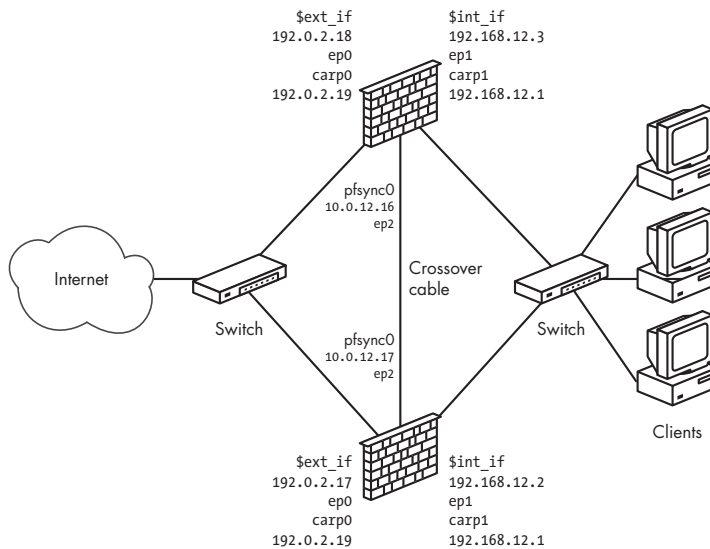 $ext_if
192.0.2.18
ep0
carp0
192.0.2.19
$int_if
192.168.12.3
ep1
carp1
192.168.12.1
pfsync0
10.0.12.16
ep2
Internet
Switch
Crossover
cable
Switch
pfsync0
10.0.12.17
ep2
Clients
$ext_if
192.0.2.17
ep0
carp0
192.0.2.19
$int_if
192.168.12.2
ep1
carp1
192.168.12.1